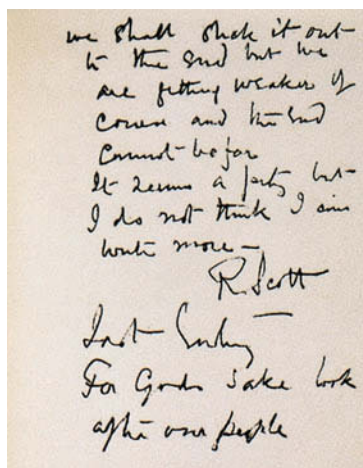 we shall stick it out
to the end but we
are getting weaker of
course and the end
cannot be far
It seems a pity but
I do not think I can
write more –
R. Scott
Last Entry
For Gods sake look
after our people